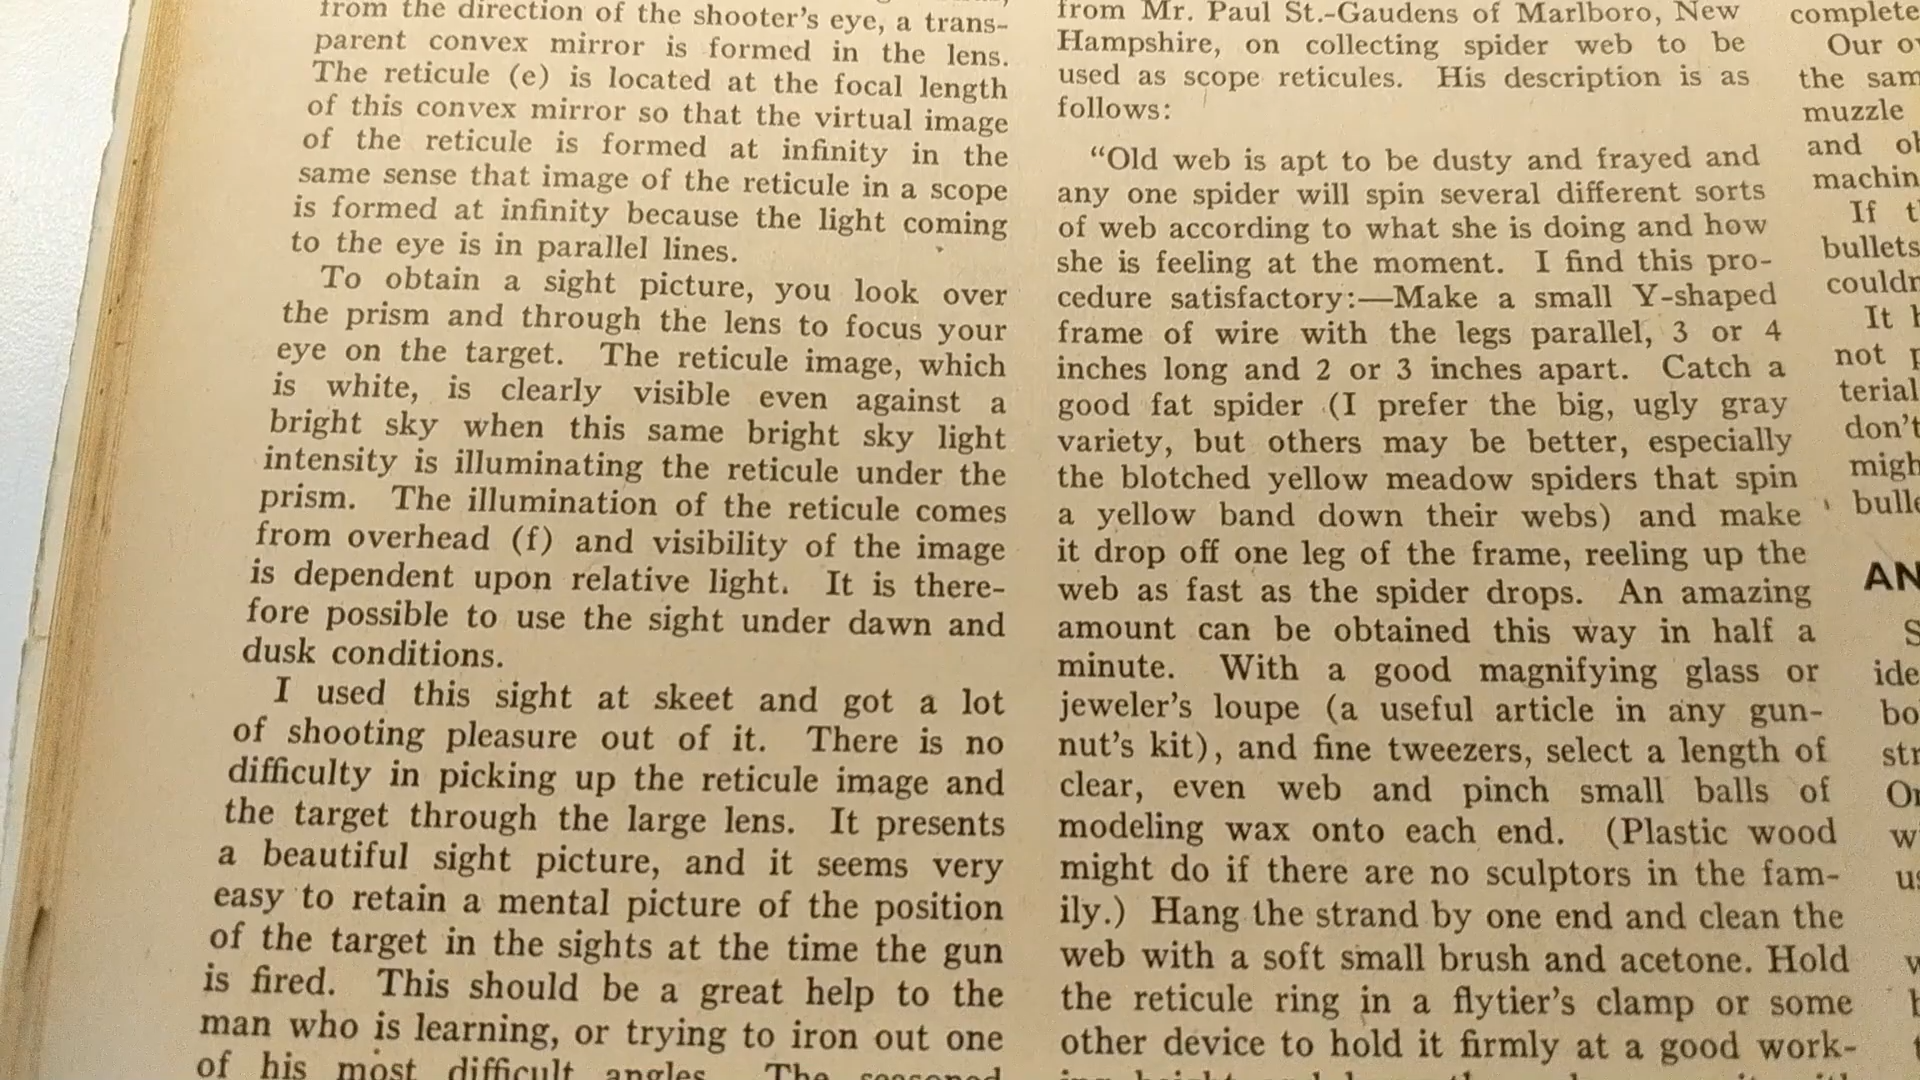 from the direction of the shooter's eye, a trans-
parent convex mirror is formed in the lens.
The reticule (e) is located at the focal length
of this convex mirror so that the virtual image
of the reticule is formed at infinity in the
same sense that image of the reticule in a scope
is formed at infinity because the light coming
to the eye is in parallel lines.
To obtain a sight picture, you look over
the prism and through the lens to focus your
eye on the target. The reticule image, which
is white, is clearly visible even against a
bright sky when this same bright sky light
intensity is illuminating the reticule under the
prism. The illumination of the reticule comes
from overhead (f) and visibility of the image
is dependent upon relative light. It is there-
fore possible to use the sight under dawn and
dusk conditions.
I used this sight at skeet and got a lot
of shooting pleasure out of it. There is no
difficulty in picking up the reticule image and
the target through the large lens. It presents
a beautiful sight picture, and it seems very
easy to retain a mental picture of the position
of the target in the sights at the time the gun
is fired. This should be a great help to the
man who is learning, or trying to iron out one
of his most difficult angles. The seasoned
from Mr. Paul St.-Gaudens of Marlboro, New
Hampshire, on collecting spider web to be
used as scope reticules. His description is as
follows:
"Old web is apt to be dusty and frayed and
any one spider will spin several different sorts
of web according to what she is doing and how
she is feeling at the moment. I find this pro-
cedure satisfactory:—Make a small Y-shaped
frame of wire with the legs parallel, 3 or 4
inches long and 2 or 3 inches apart. Catch a
good fat spider (I prefer the big, ugly gray
variety, but others may be better, especially
the blotched yellow meadow spiders that spin
a yellow band down their webs) and make
it drop off one leg of the frame, reeling up the
web as fast as the spider drops. An amazing
amount can be obtained this way in half a
minute. With a good magnifying glass or
jeweler's loupe (a useful article in any gun-
nut's kit), and fine tweezers, select a length of
clear, even web and pinch small balls of
modeling wax onto each end. (Plastic wood
might do if there are no sculptors in the fam-
ily.) Hang the strand by one end and clean the
web with a soft small brush and acetone. Hold
the reticule ring in a flytier's clamp or some
other device to hold it firmly at a good work-
complete
Our
the
muzzle
and
If
bullets
It
not
don't
AN